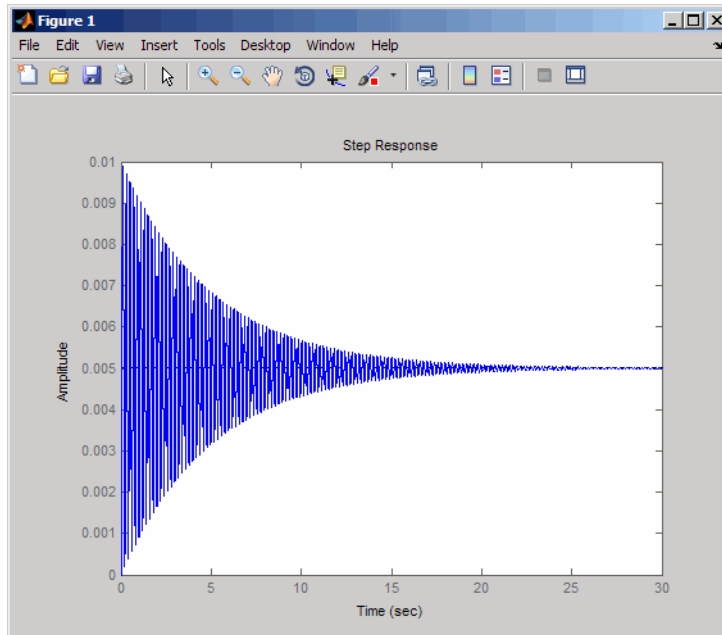 Figure 1
File Edit View Insert Tools Desktop Window Help
Step Response
0.01
0.009
0.008
0.007
0.006
0.005
0.004
0.003
0.002
0.001
0
Amplitude
0 5 10 15 20 25 30
Time (sec)